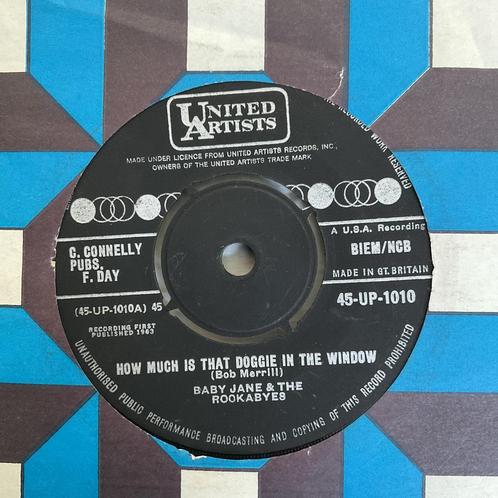 UNITED
ARTISTS
MADE UNDER LICENCE FROM UNITED ARTISTS RECORDS, INC.,
OWNERS OF THE UNITED ARTISTS TRADE MARK
RECORDED WORK RESERVED
C. CONNELLY
PUBS.
F. DAY
A U.S.A. Recording
BIEM/NCB
MADE IN GT. BRITAIN
(45-UP-1010A) 45
45-UP-1010
RECORDING FIRST
PUBLISHED 1963
HOW MUCH IS THAT DOGGIE IN THE WINDOW
(Bob Merrill)
BABY JANE & THE
ROOKABYES
UNAUTHORISED PUBLIC PERFORMANCE BROADCASTING AND COPYING OF THIS RECORD PROHIBITED